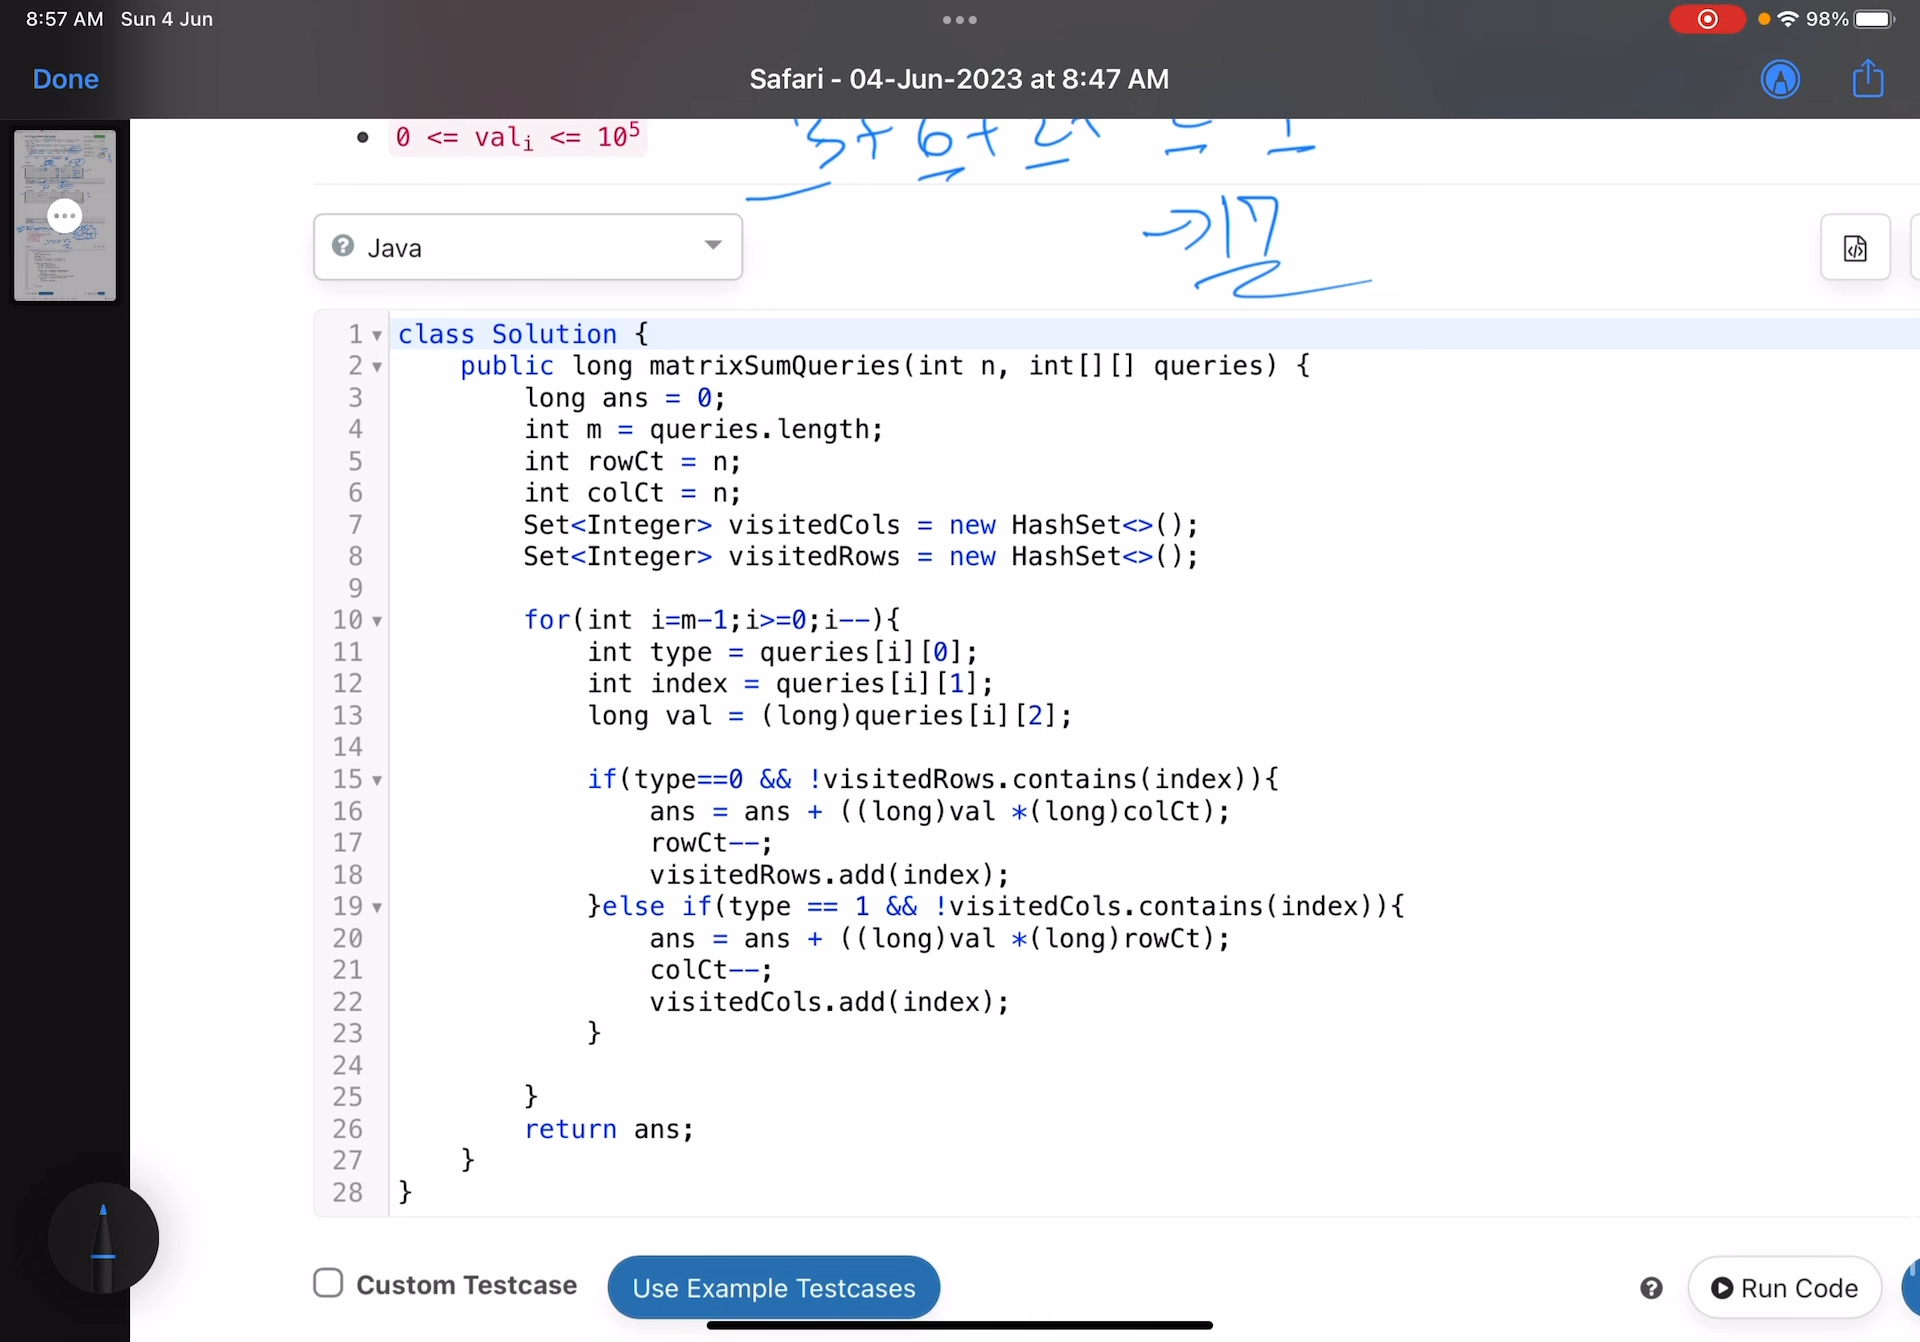 8:57 AM Sun 4 Jun
98%
Done
Safari - 04-Jun-2023 at 8:47 AM
0 <= valᵢ <= 10⁵
+ 6 + 2
→17
Java
1 class Solution {
2 public long matrixSumQueries(int n, int[][] queries) {
3 long ans = 0;
4 int m = queries.length;
5 int rowCt = n;
6 int colCt = n;
7 Set<Integer> visitedCols = new HashSet<>();
8 Set<Integer> visitedRows = new HashSet<>();
9
10 for(int i=m-1;i>=0;i--){
11 int type = queries[i][0];
12 int index = queries[i][1];
13 long val = (long)queries[i][2];
14
15 if(type==0 && !visitedRows.contains(index)){
16 ans = ans + ((long)val *(long)colCt);
17 rowCt--;
18 visitedRows.add(index);
19 }else if(type == 1 && !visitedCols.contains(index)){
20 ans = ans + ((long)val *(long)rowCt);
21 colCt--;
22 visitedCols.add(index);
23 }
24
25 }
26 return ans;
27 }
28 }
Custom Testcase
Use Example Testcases
Run Code